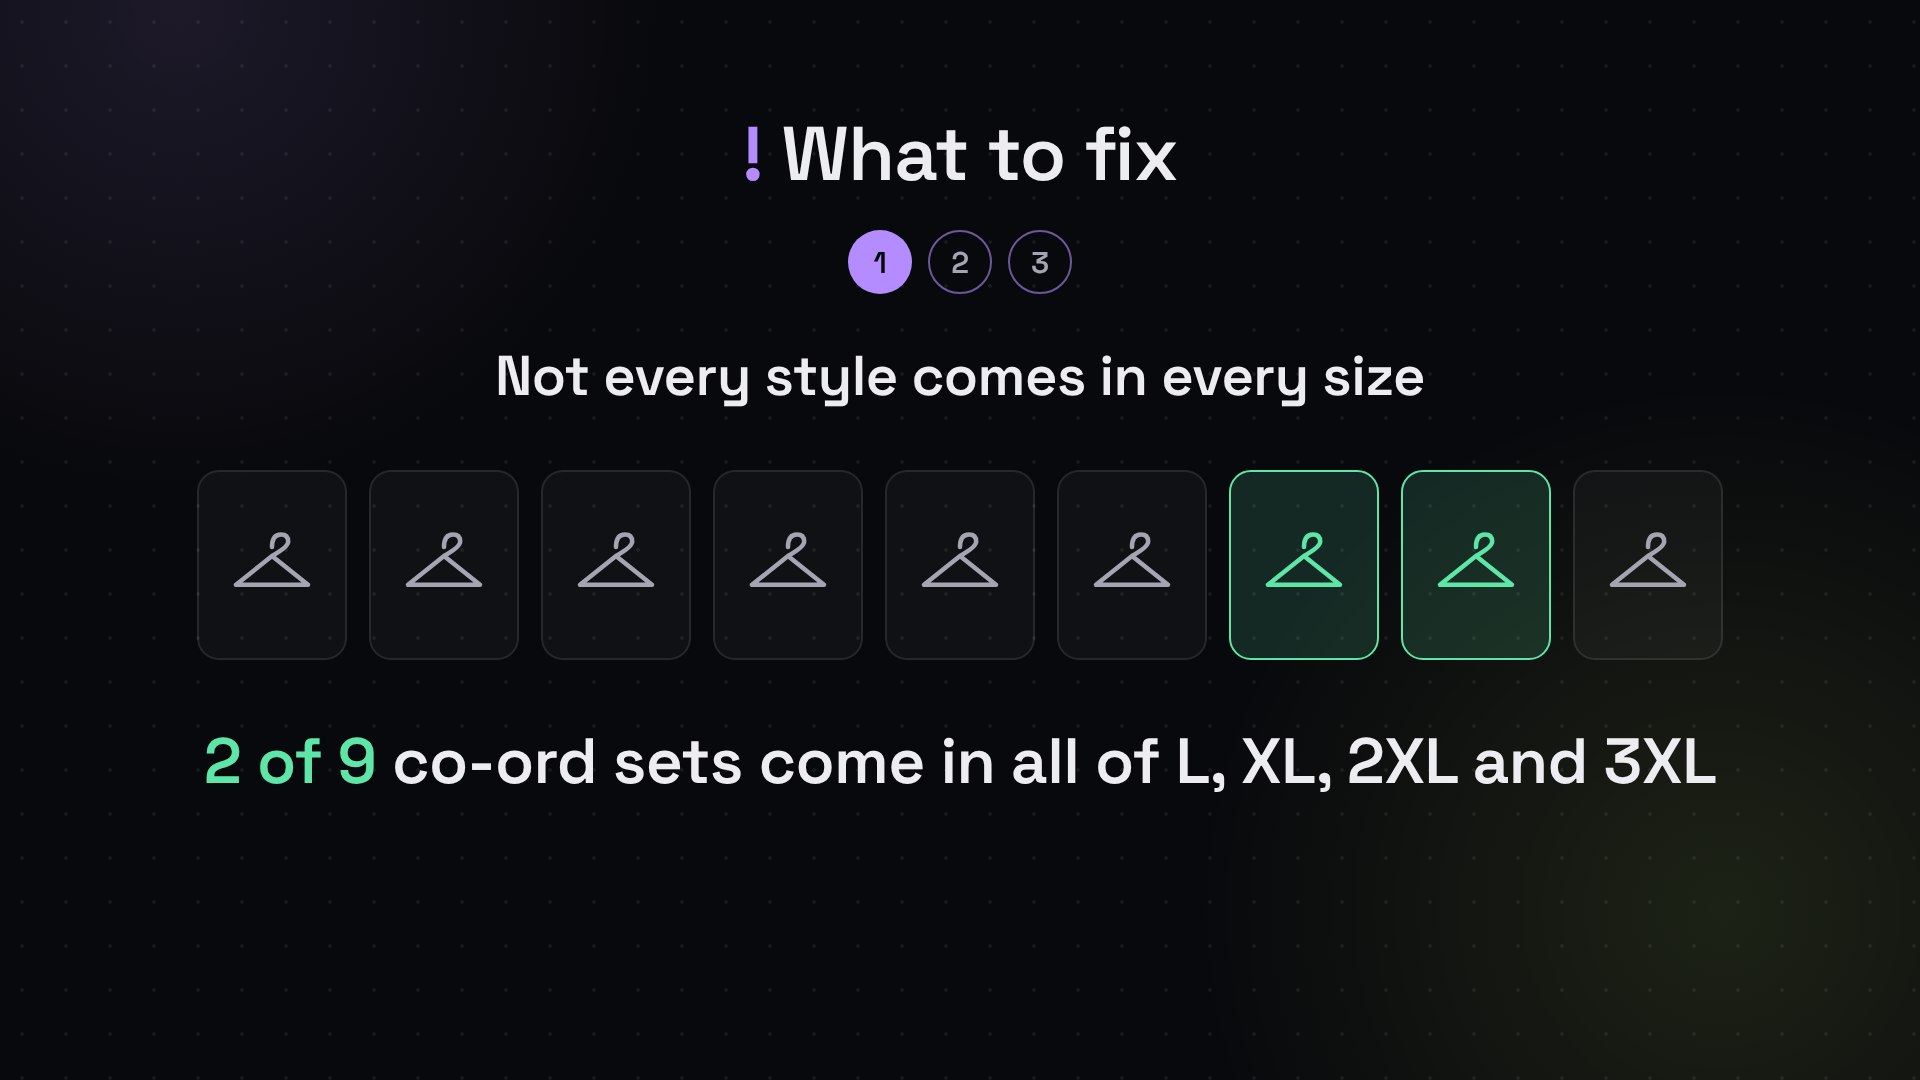 ! What to fix
1 2 3
Not every style comes in every size
2 of 9 co-ord sets come in all of L, XL, 2XL and 3XL